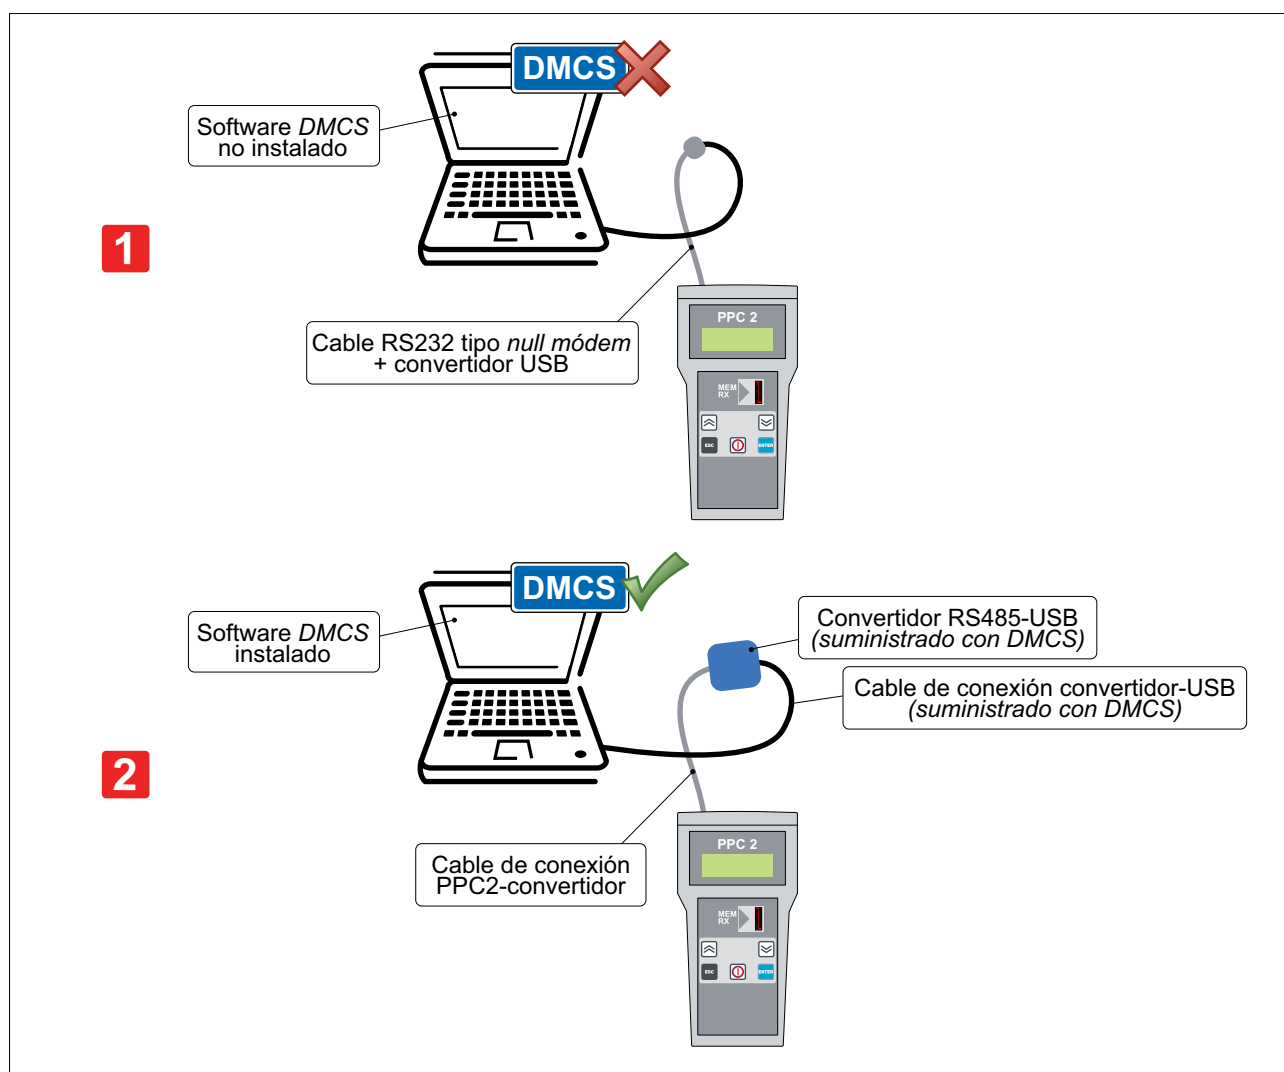 DMCS
Software DMCS
no instalado
1
Cable RS232 tipo null módem
+ convertidor USB
PPC 2
MEM
RX
ESC
ENTER
DMCS
Software DMCS
instalado
Convertidor RS485-USB
(suministrado con DMCS)
Cable de conexión convertidor-USB
(suministrado con DMCS)
2
Cable de conexión
PPC2-convertidor
PPC 2
MEM
RX
ESC
ENTER